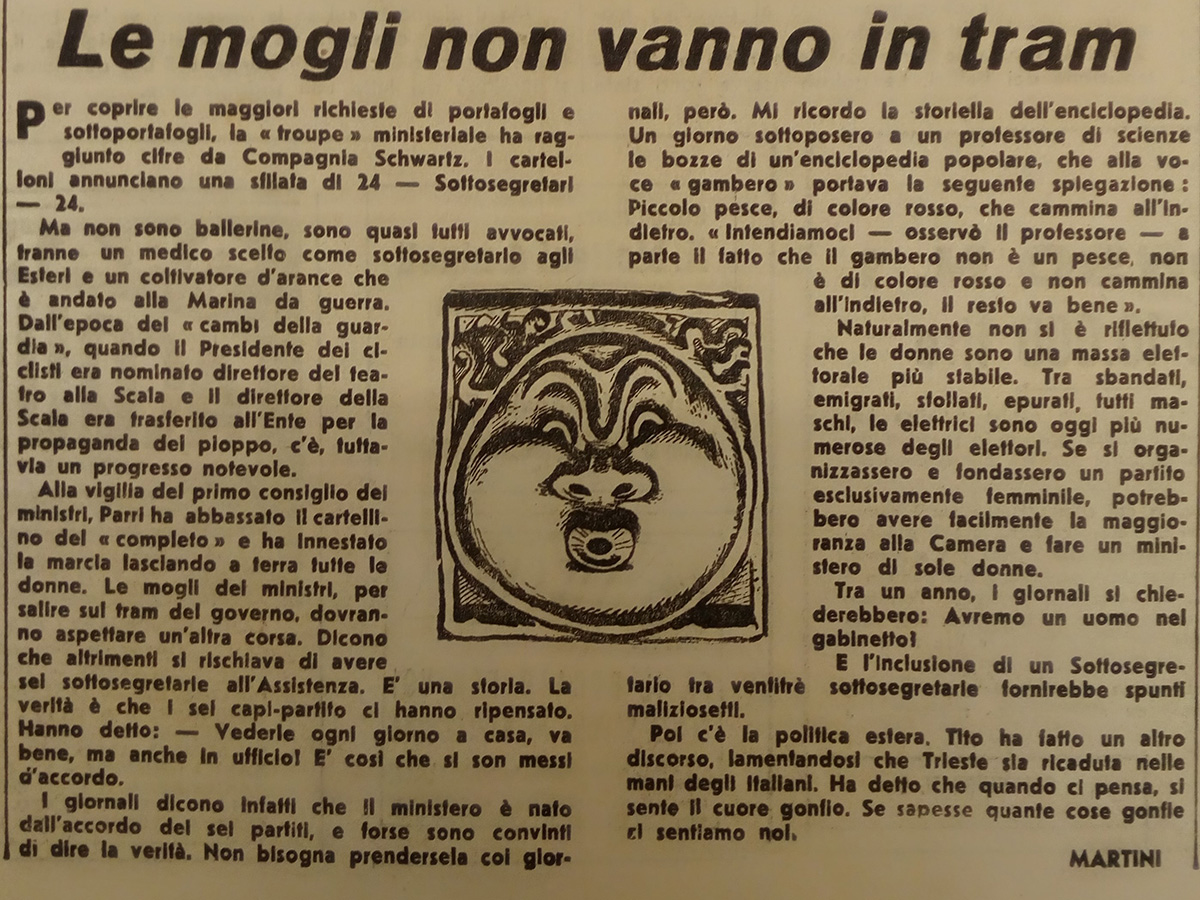 Le mogli non vanno in tram
Per coprire le maggiori richieste di portafogli e
sottoportafogli, la « troupe » ministeriale ha rag-
giunto cifre da Compagnia Schwartz. I cartel-
loni annunciano una sfilata di 24 — Sottosegretari
— 24.
Ma non sono ballerine, sono quasi tutti avvocati,
tranne un medico scelto come sottosegretario agli
Esteri e un coltivatore d'arance che
è andato alla Marina da guerra.
Dall'epoca dei « cambi della guar-
dia », quando il Presidente dei ci-
clisti era nominato direttore del tea-
tro alla Scala e il direttore della
Scala era trasferito all'Ente per la
propaganda del pioppo, c'è, tutta-
via un progresso notevole.
Alla vigilia del primo consiglio dei
ministri, Parri ha abbassato il cartelli-
no del « completo » e ha innestato
la marcia lasciando a terra tutte le
donne. Le mogli dei ministri, per
salire sul tram del governo, dovran-
no aspettare un'altra corsa. Dicono
che altrimenti si rischiava di avere
sei sottosegretarie all'Assistenza. E' una storia. La
verità è che i sei capi-partito ci hanno ripensato.
Hanno detto: — Vederle ogni giorno a casa, va
bene, ma anche in ufficio! E' così che si son messi
d'accordo.
I giornali dicono infatti che il ministero è nato
dall'accordo dei sei partiti, e forse sono convinti
di dire la verità. Non bisogna prendersela coi gior-
nali, però. Mi ricordo la storiella dell'enciclopedia.
Un giorno sottoposero a un professore di scienze
le bozze di un'enciclopedia popolare, che alla vo-
ce « gambero » portava la seguente spiegazione :
Piccolo pesce, di colore rosso, che cammina all'in-
dietro. « Intendiamoci — osservò il professore — a
parte il fatto che il gambero non è un pesce, non
è di colore rosso e non cammina
all'indietro, il resto va bene ».
Naturalmente non si è riflettuto
che le donne sono una massa elet-
torale più stabile. Tra sbandati,
emigrati, sfollati, epurati, tutti ma-
schi, le elettrici sono oggi più nu-
merose degli elettori. Se si orga-
nizzassero e fondassero un partito
esclusivamente femminile, potreb-
bero avere facilmente la maggio-
ranza alla Camera e fare un mini-
stero di sole donne.
Tra un anno, i giornali si chie-
derebbero: Avremo un uomo nel
gabinetto?
E l'inclusione di un Sottosegre-
tario tra ventitrè sottosegretarie fornirebbe spunti
maliziosetti.
Poi c'è la politica estera. Tito ha fatto un altro
discorso, lamentandosi che Trieste sia ricaduta nelle
mani degli italiani. Ha detto che quando ci pensa, si
sente il cuore gonfio. Se sapesse quante cose gonfie
ci sentiamo noi.
MARTINI